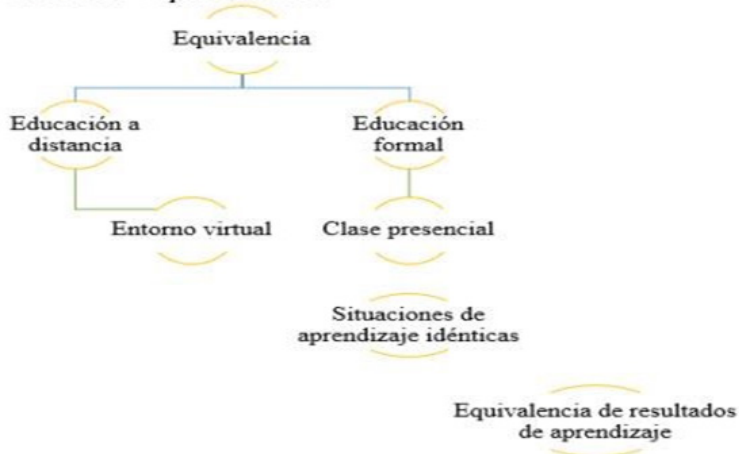 Equivalencia
Educación a
distancia
Educación
formal
Entorno virtual
Clase presencial
Situaciones de
aprendizaje idénticas
Equivalencia de resultados
de aprendizaje